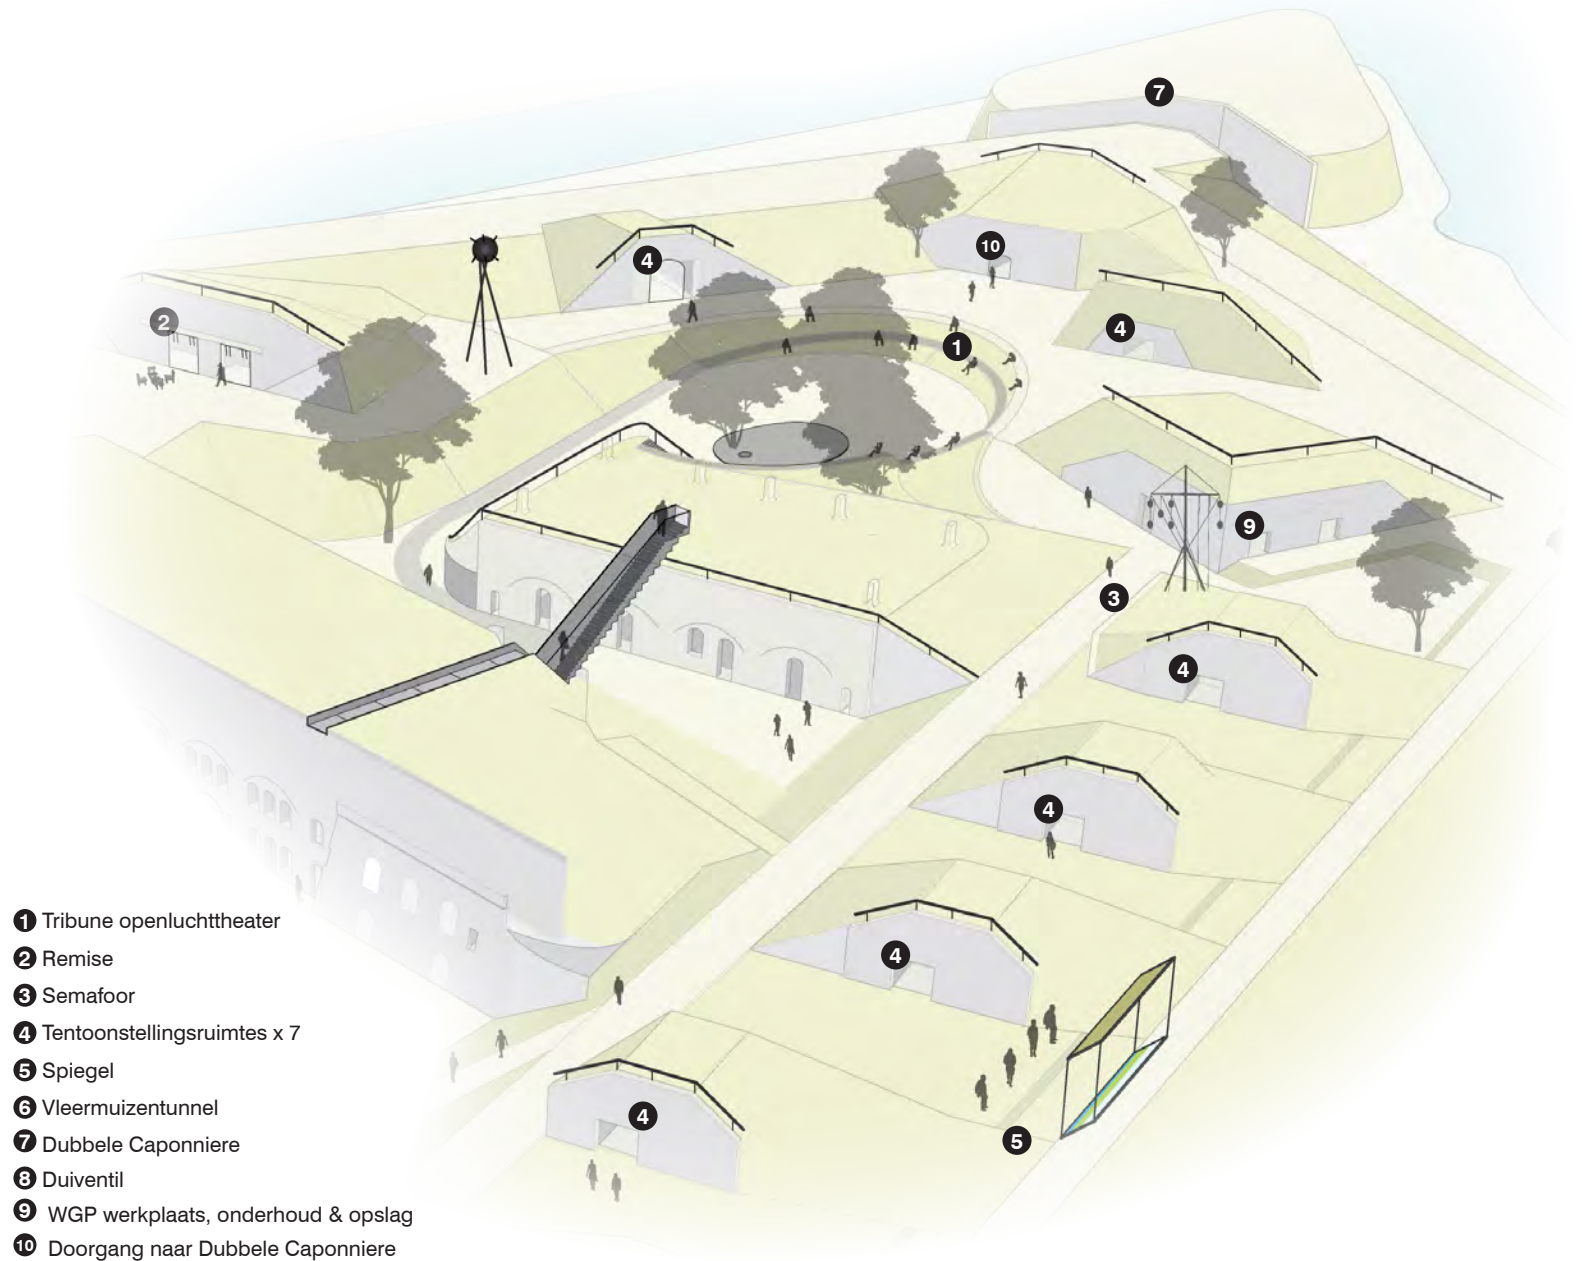 7
4
10
2
4
1
9
3
4
4
4
4
5
1 Tribune openluchttheater
2 Remise
3 Semafoor
4 Tentoonstellingsruimtes x 7
5 Spiegel
6 Vleermuizentunnel
7 Dubbele Caponniere
8 Duiventil
9 WGP werkplaats, onderhoud & opslag
10 Doorgang naar Dubbele Caponniere